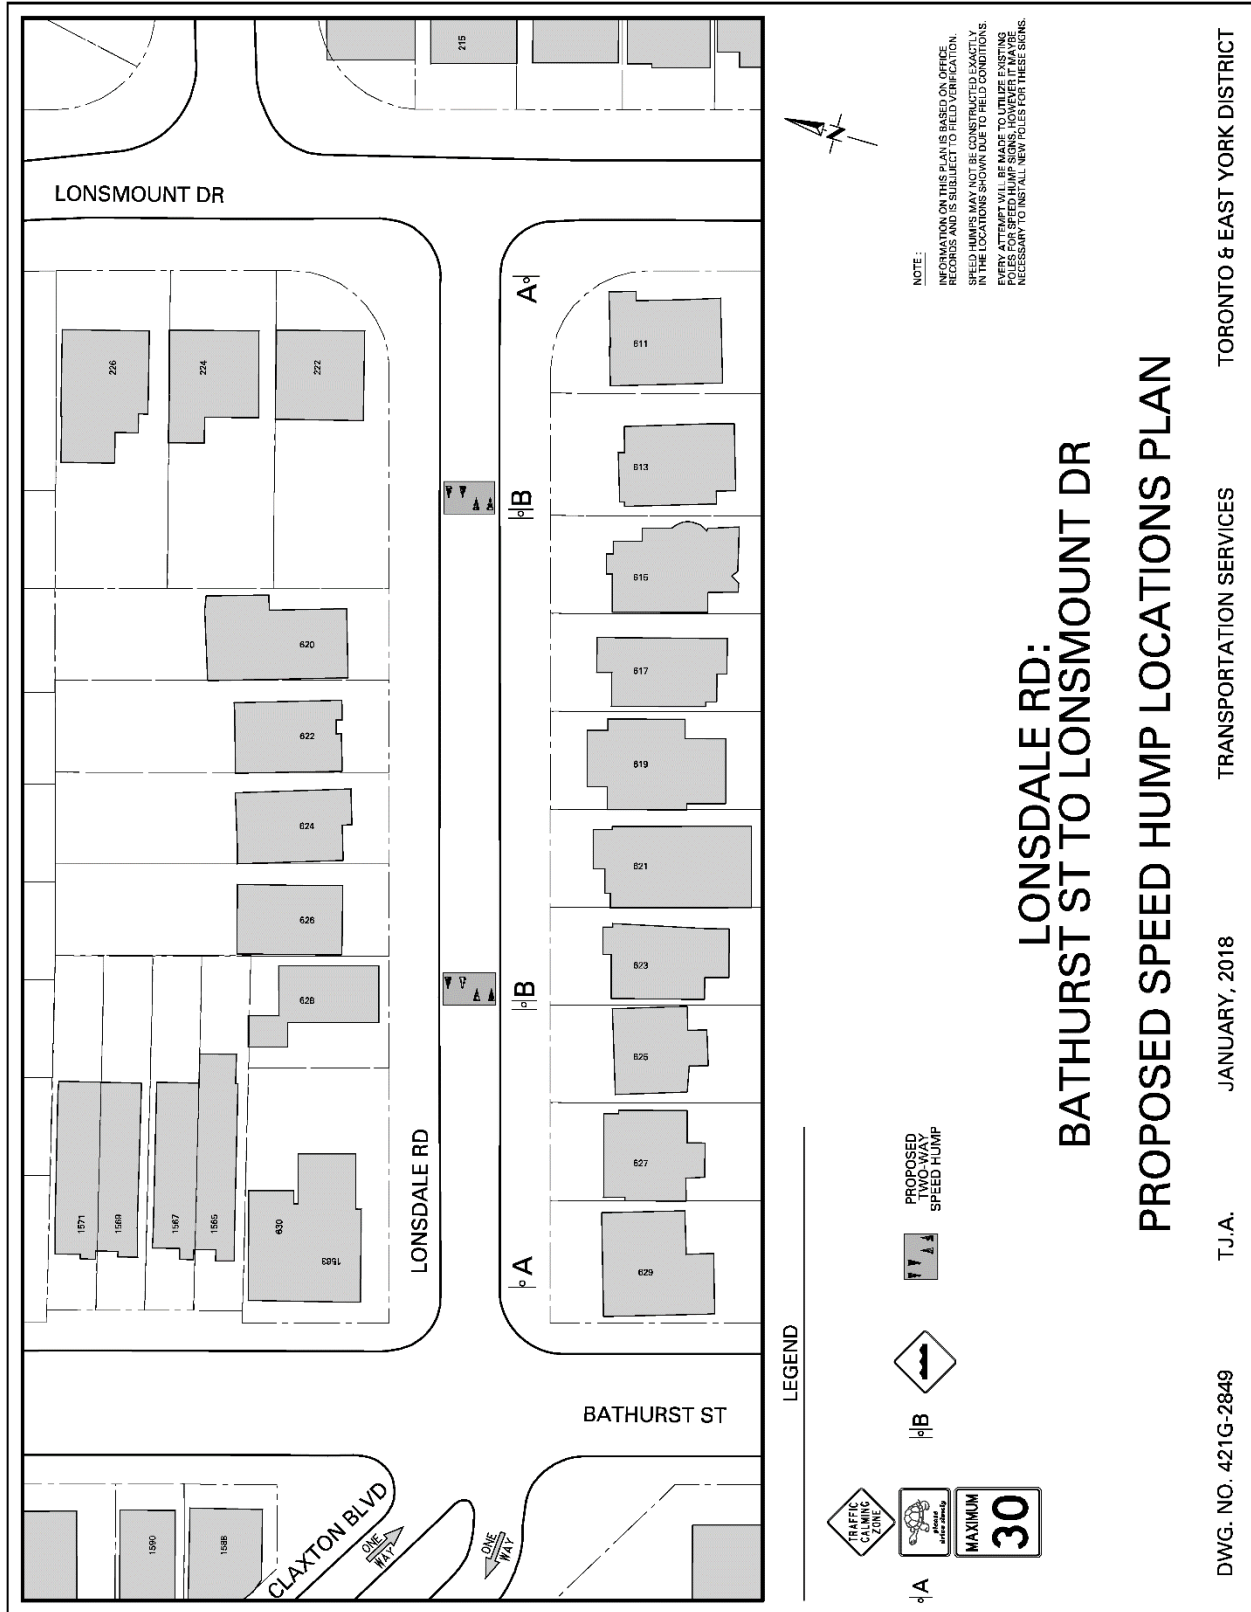 LONSMOUNT DR
215
226
224
222
611
613
615
617
619
621
623
625
627
629
620
622
624
626
628
630
1563
1571
1569
1567
1565
A
B
B
A
LONSDALE RD
BATHURST ST
CLAXTON BLVD
ONE
WAY
ONE
WAY
1590
1588
N
NOTE :
INFORMATION ON THIS PLAN IS BASED ON OFFICE
RECORDS AND IS SUBJECT TO FIELD VERIFICATION.
SPEED HUMPS MAY NOT BE CONSTRUCTED EXACTLY
IN THE LOCATIONS SHOWN DUE TO FIELD CONDITIONS.
EVERY ATTEMPT WILL BE MADE TO UTILIZE EXISTING
POLES FOR SPEED HUMP SIGNS, HOWEVER IT MAYBE
NECESSARY TO INSTALL NEW POLES FOR THESE SIGNS.
LEGEND
A
TRAFFIC
CALMING
ZONE
please
drive slowly
MAXIMUM
30
B
PROPOSED
TWO-WAY
SPEED HUMP
LONSDALE RD:
BATHURST ST TO LONSMOUNT DR
PROPOSED SPEED HUMP LOCATIONS PLAN
DWG. NO. 421G-2849
T.J.A.
JANUARY, 2018
TRANSPORTATION SERVICES
TORONTO & EAST YORK DISTRICT